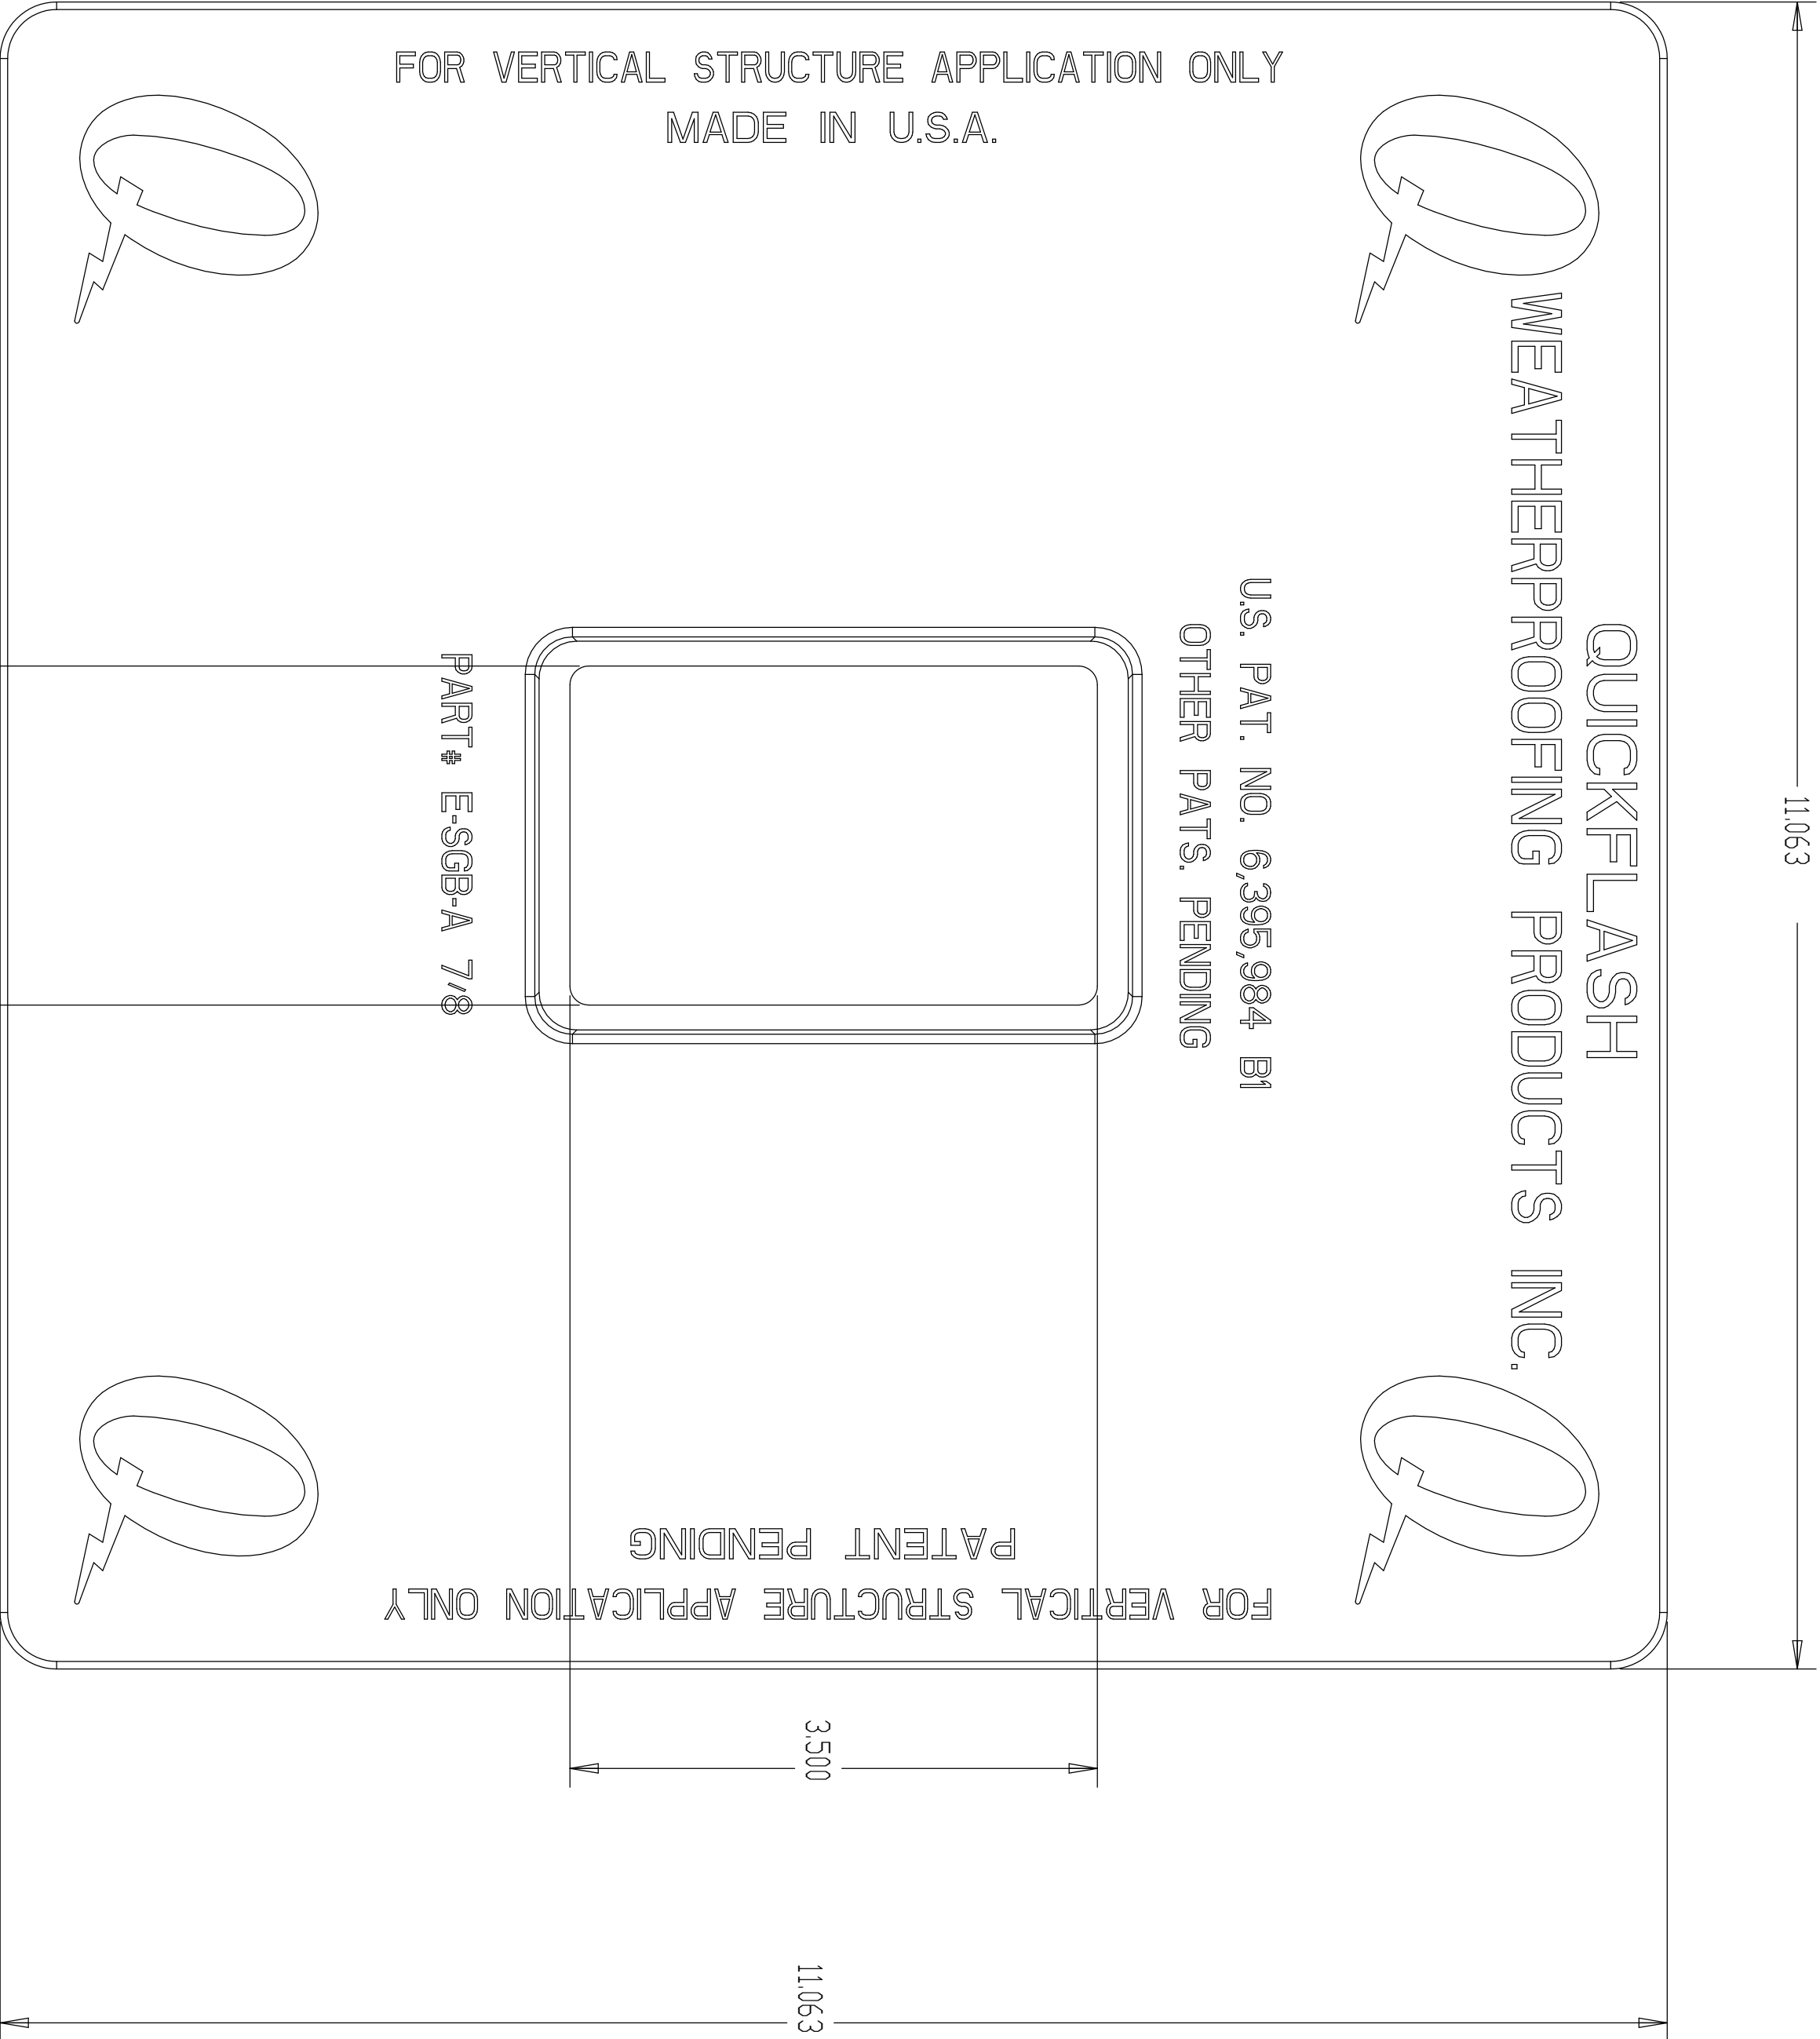 FOR VERTICAL STRUCTURE APPLICATION ONLY
MADE IN U.S.A.
QUICKFLASH
WEATHERPROOFING PRODUCTS INC.
U.S. PAT. NO. 6,395,984 B1
OTHER PATS. PENDING
PART# E-SGB-A 7/8
PATENT PENDING
FOR VERTICAL STRUCTURE APPLICATION ONLY
11.063
3.500
11.063